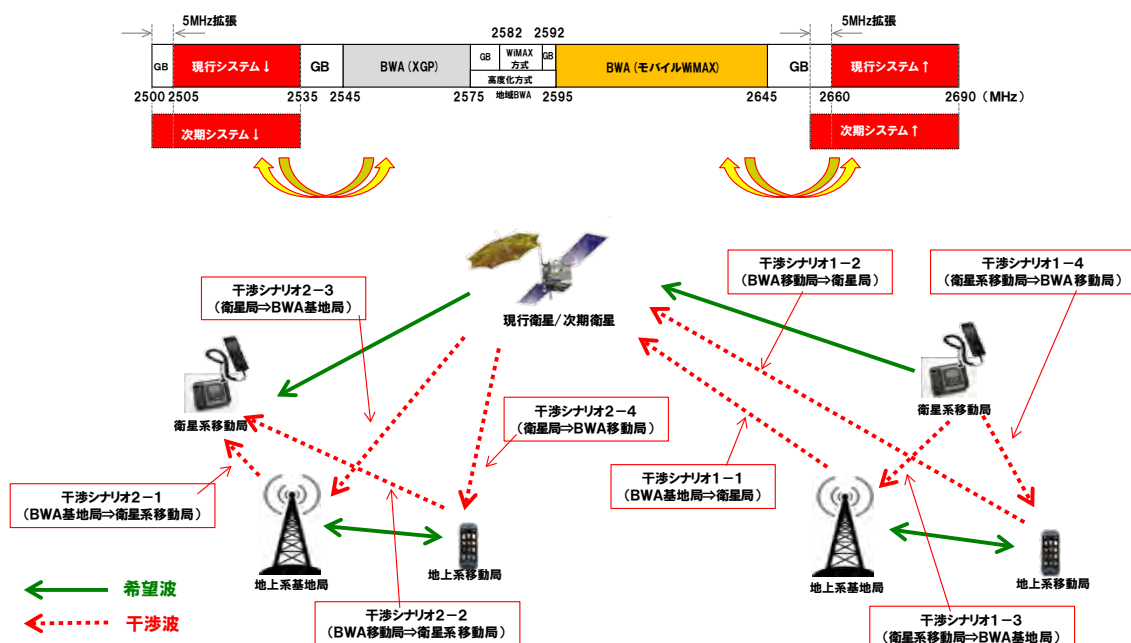 5MHz拡張
5MHz拡張
2582 2592
GB
現行システム↓
GB
BWA(XGP)
GB
WiMAX
方式
GB
高度化方式
BWA(モバイルWiMAX)
GB
現行システム↑
2500 2505 2535 2545 2575 地域BWA 2595 2645 2660 2690 (MHz)
次期システム↓
次期システム↑
干渉シナリオ2-3
(衛星局⇒BWA基地局)
干渉シナリオ1-2
(BWA移動局⇒衛星局)
干渉シナリオ1-4
(衛星系移動局⇒BWA移動局)
現行衛星/次期衛星
衛星系移動局
衛星系移動局
干渉シナリオ2-4
(衛星局⇒BWA移動局)
干渉シナリオ2-1
(BWA基地局⇒衛星系移動局)
干渉シナリオ1-1
(BWA基地局⇒衛星局)
地上系基地局
地上系移動局
地上系基地局
地上系移動局
希望波
干渉波
干渉シナリオ2-2
(BWA移動局⇒衛星系移動局)
干渉シナリオ1-3
(衛星系移動局⇒BWA基地局)